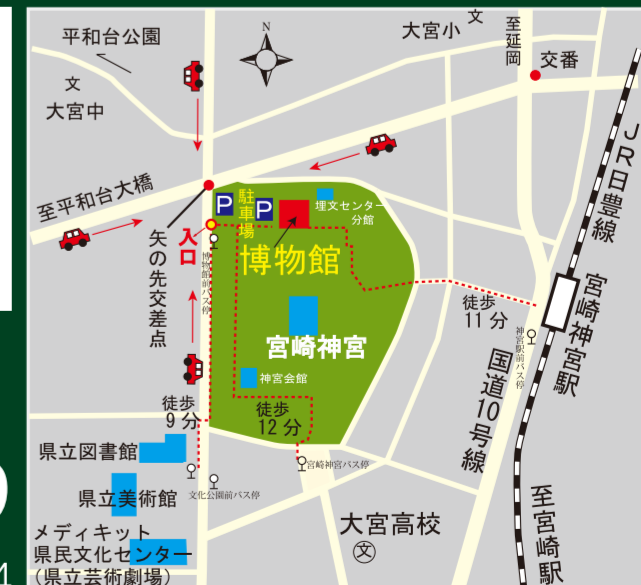 平和台公園
文
大宮中
N
大宮小
文
至延岡
交番
JR日豊線
至平和台大橋
P
駐車場
P
埋文センター
分館
入口
矢の先交差点
博物館前バス停
博物館
徒歩
11分
宮崎神宮駅
神宮駅前バス停
宮崎神宮
国道10号線
神宮会館
徒歩
9分
徒歩
12分
県立図書館
宮崎神宮バス停
県立美術館
文化公園前バス停
至宮崎駅
メディキット
県民文化センター
(県立芸術劇場)
大宮高校
文